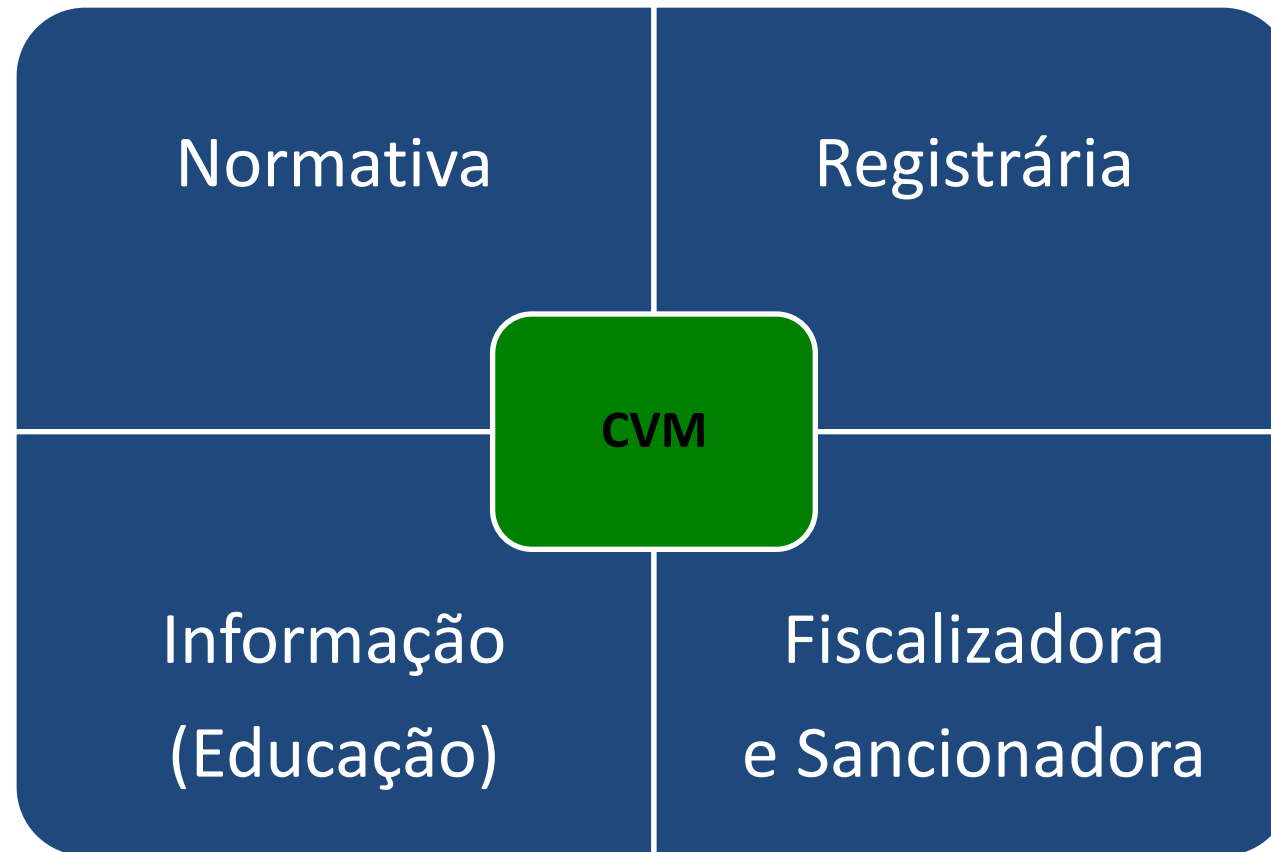 Normativa
Registrária
CVM
Informação
(Educação)
Fiscalizadora
e Sancionadora